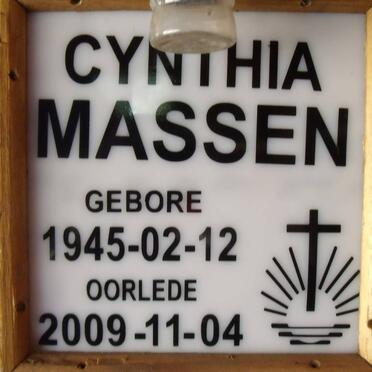 CYNTHIA
MASSEN
GEBORE
1945-02-12
OORLEDE
2009-11-04